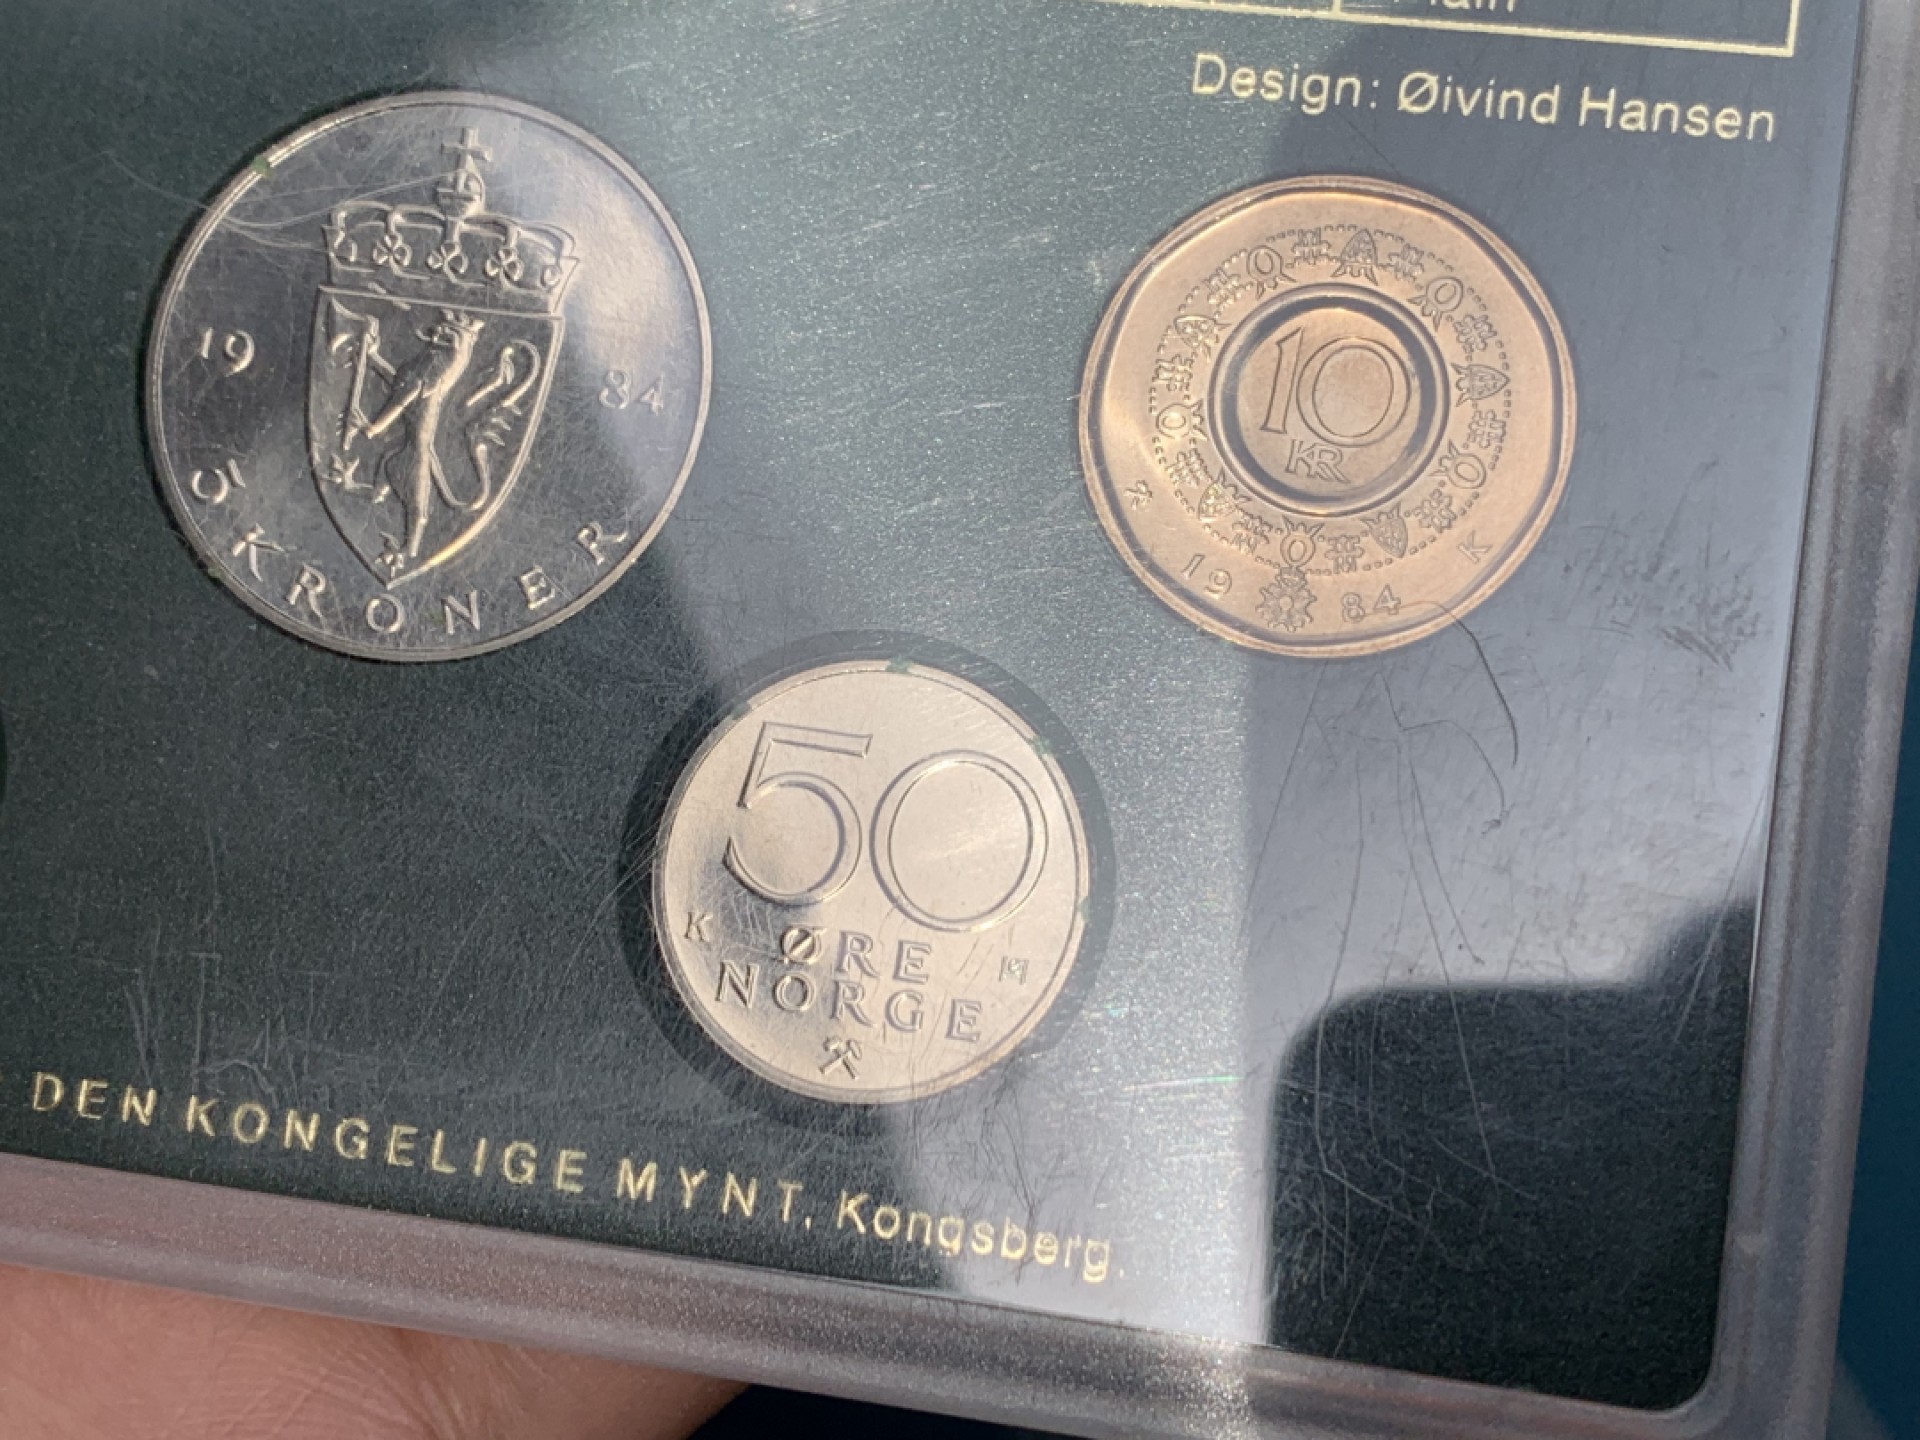 Design: Øivind Hansen
19 84
5 KRONER
10
KR
19 84 K
50
K ØRE
NORGE
DEN KONGELIGE MYNT. Kongsberg.